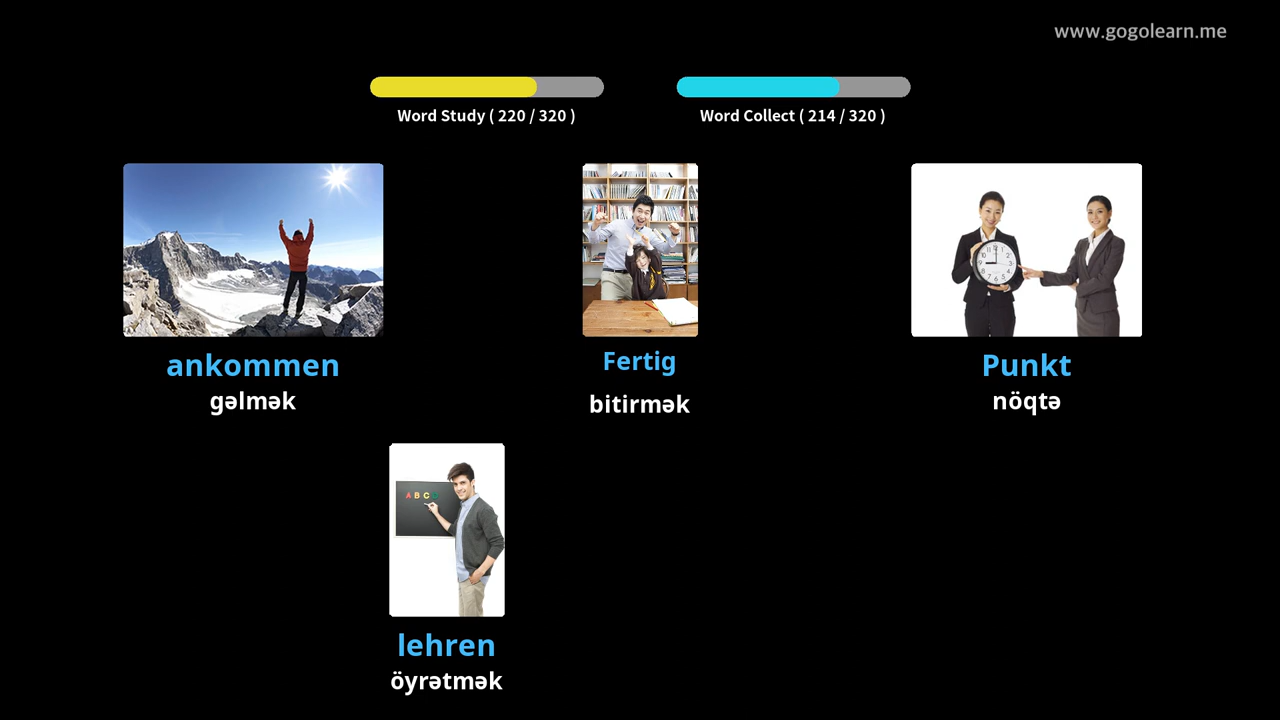 www.gogolearn.me
Word Study ( 220 / 320 )
Word Collect ( 214 / 320 )
ankommen
gəlmək
Fertig
bitirmək
Punkt
nöqtə
A B C D
lehren
öyrətmək